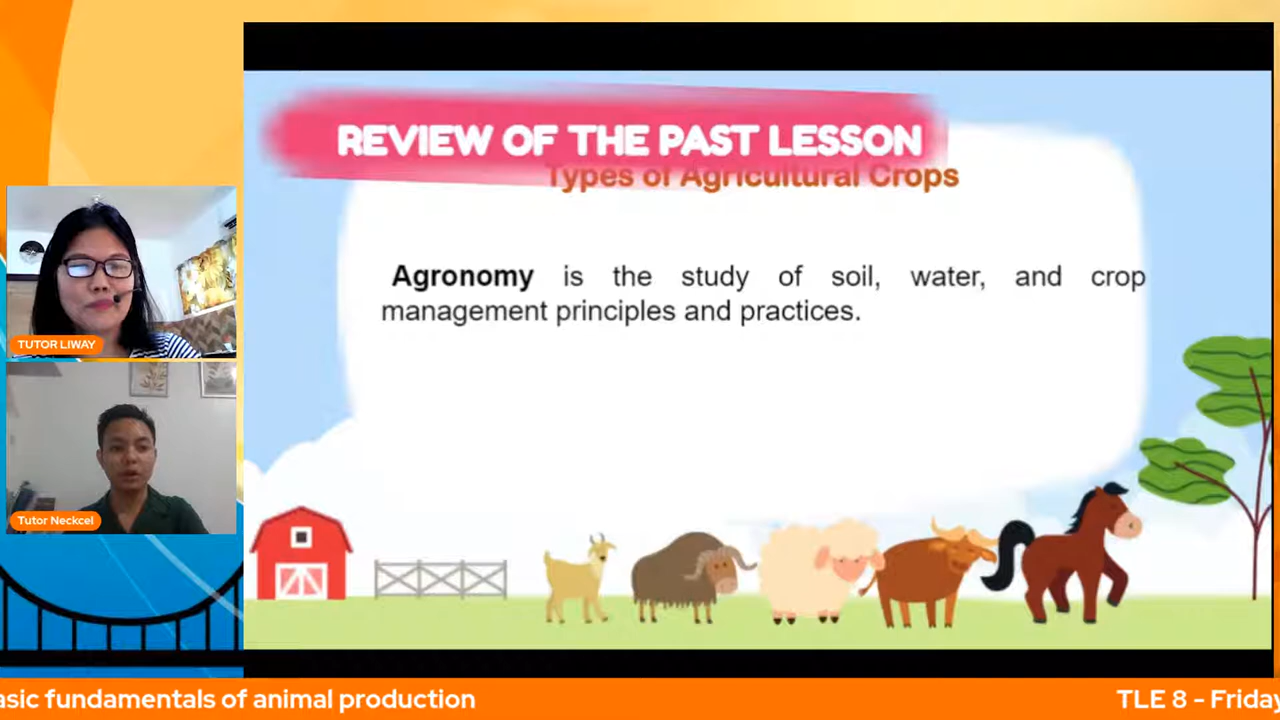 REVIEW OF THE PAST LESSON
Types of Agricultural Crops
Agronomy is the study of soil, water, and crop
management principles and practices.
TUTOR LIWAY
Tutor Neckcel
asic fundamentals of animal production
TLE 8 - Friday